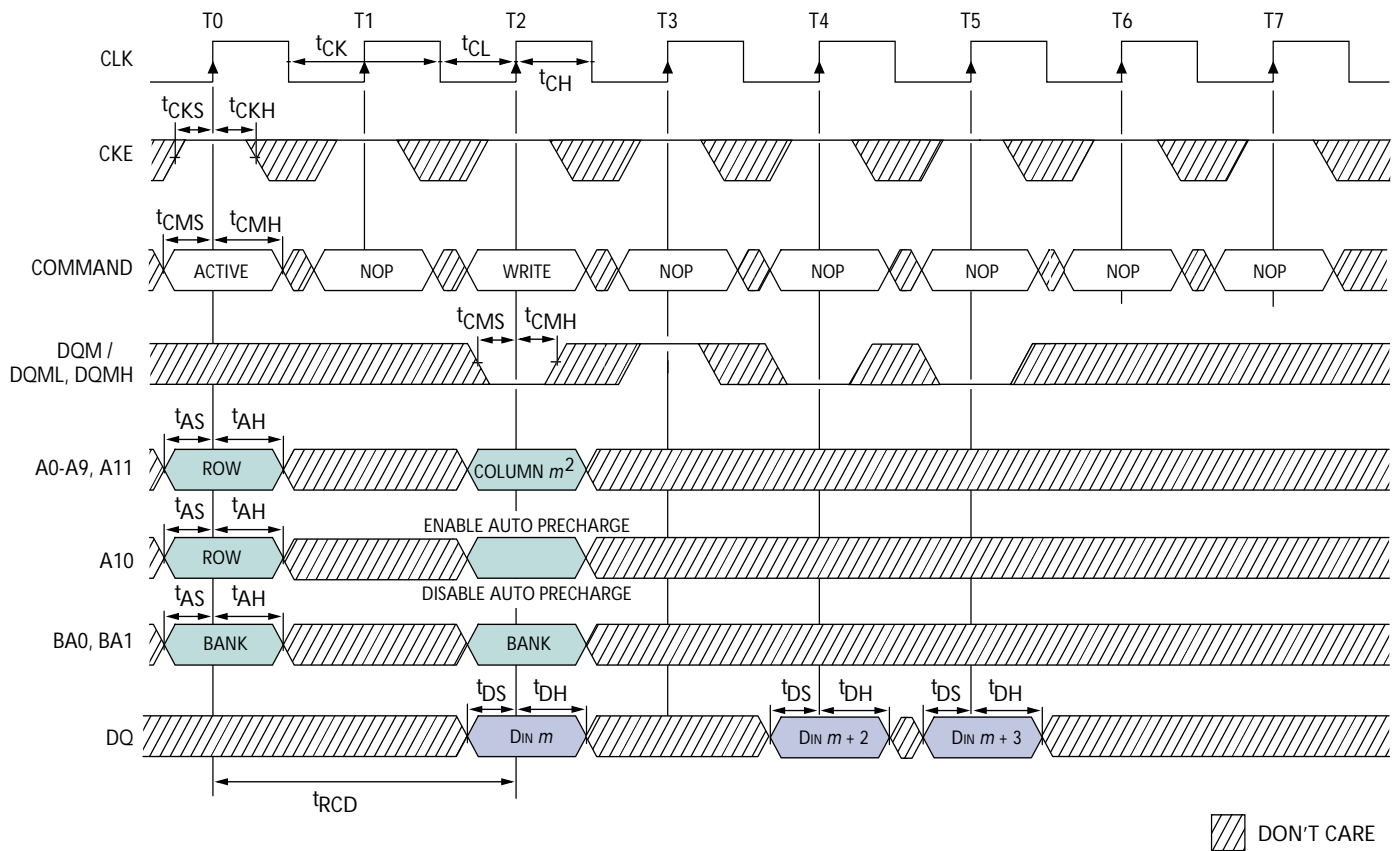 T0 T1 T2 T3 T4 T5 T6 T7
CLK
tCK tCL
tCH
tCKS tCKH
CKE
tCMS tCMH
COMMAND ACTIVE NOP WRITE NOP NOP NOP NOP NOP
tCMS tCMH
DQM /
DQML, DQMH
tAS tAH
A0-A9, A11 ROW COLUMN m2
tAS tAH
ENABLE AUTO PRECHARGE
A10 ROW
DISABLE AUTO PRECHARGE
tAS tAH
BA0, BA1 BANK BANK
tDS tDH tDS tDH tDS tDH
DQ DIN m DIN m + 2 DIN m + 3
tRCD
DON'T CARE